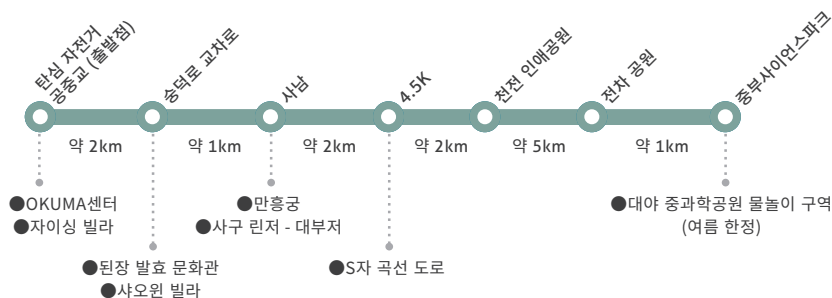 탄심 자전거
공중교 (출발점)
숭덕로 교차로
사남
4.5K
천전 인애공원
전차 공원
중부사이언스파크
약 2km
약 1km
약 2km
약 2km
약 5km
약 1km
●OKUMA센터
●자이싱 빌라
●만흥궁
●사구 린저 - 대부저
●대야 중과학공원 물놀이 구역
(여름 한정)
●된장 발효 문화관
●샤오윈 빌라
●S자 곡선 도로